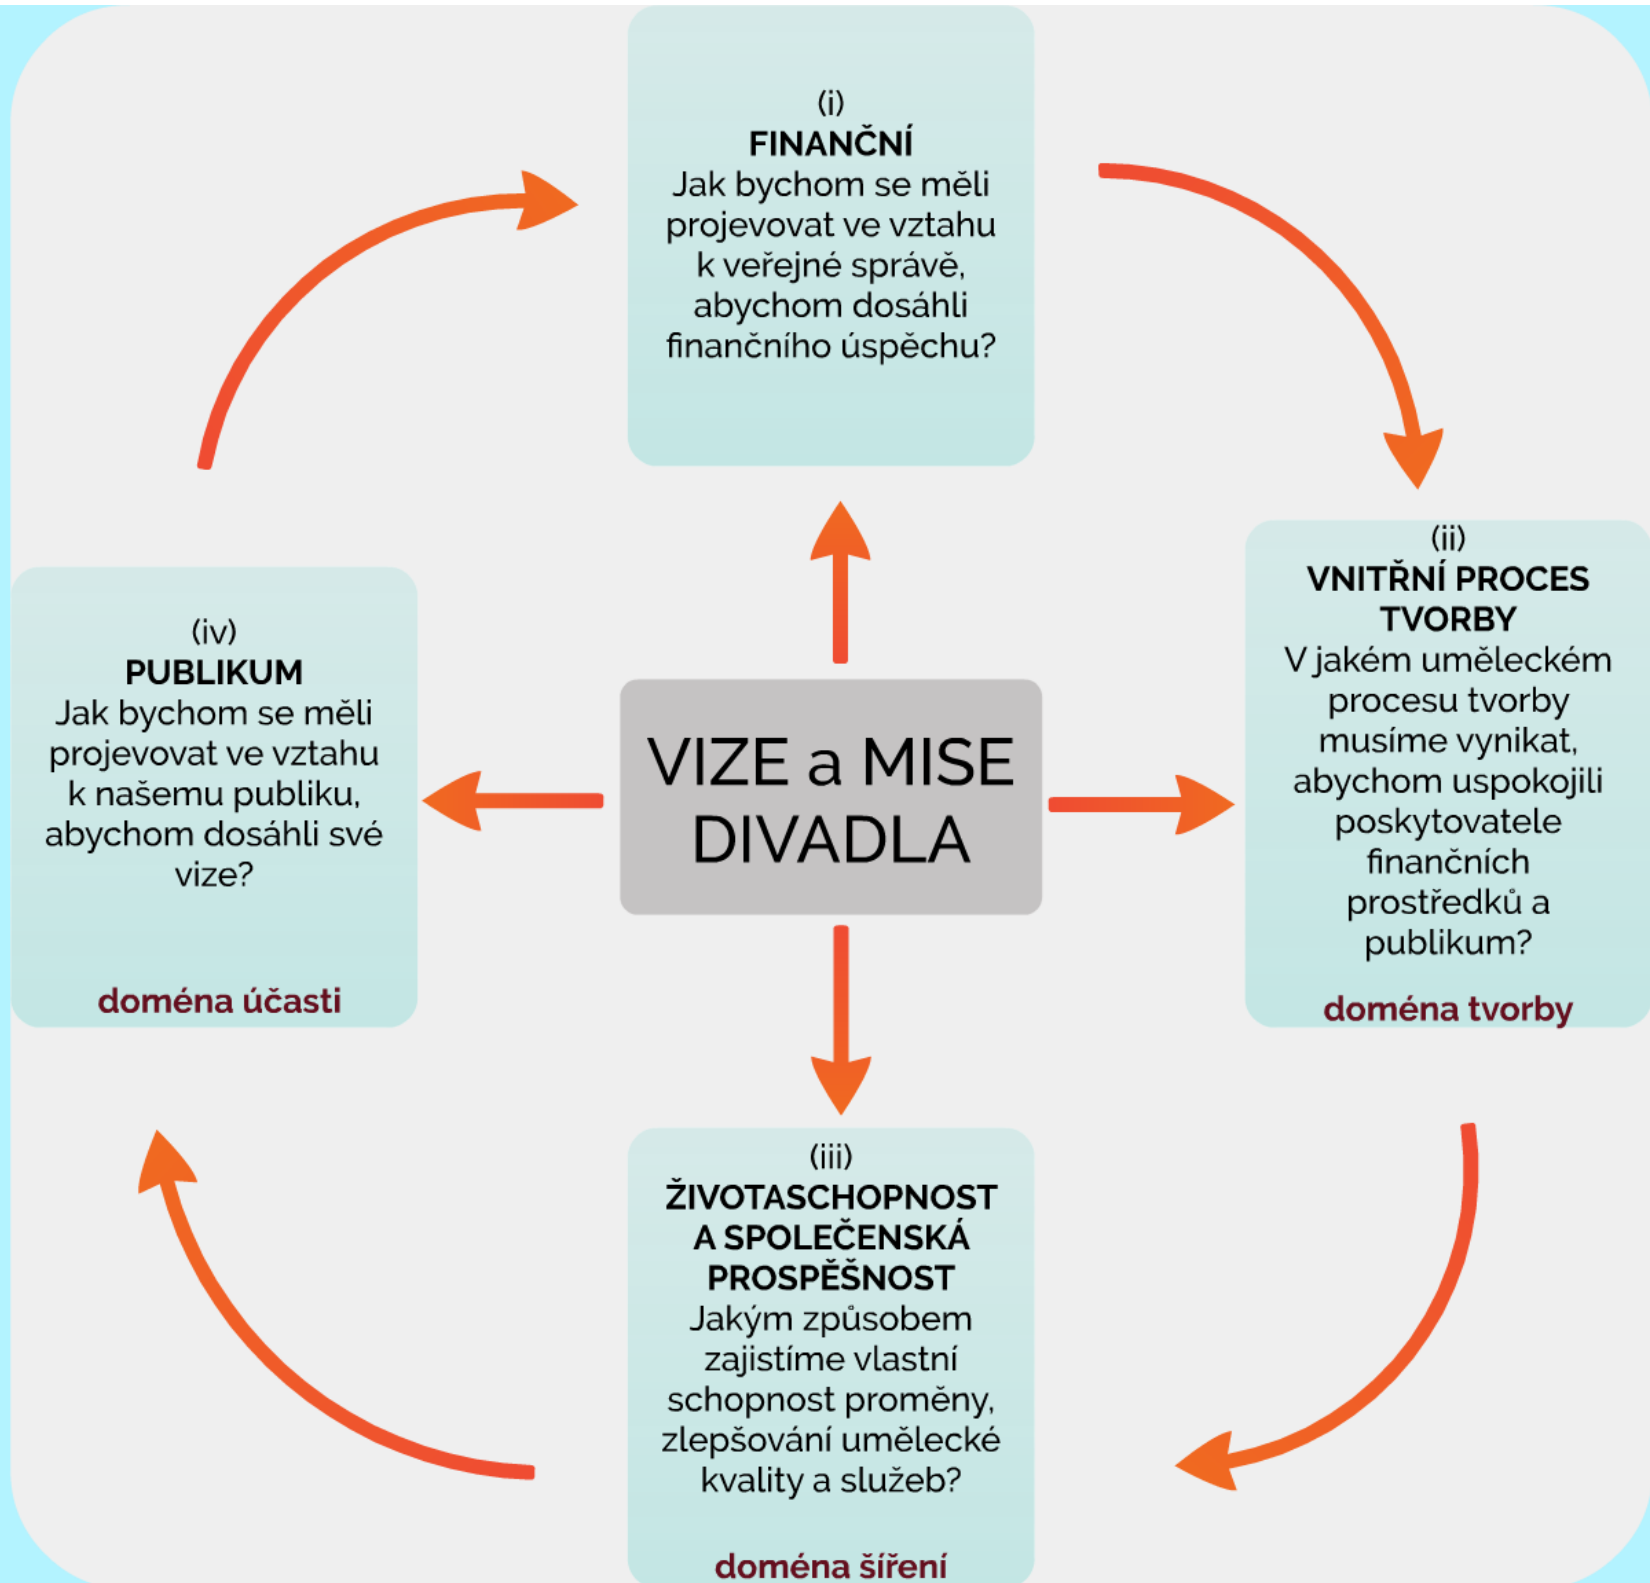 (i)
FINANČNÍ
Jak bychom se měli
projevovat ve vztahu
k veřejné správě,
abychom dosáhli
finančního úspěchu?
(ii)
VNITŘNÍ PROCES
TVORBY
V jakém uměleckém
procesu tvorby
musíme vynikat,
abychom uspokojili
poskytovatele
finančních
prostředků a
publikum?
doména tvorby
(iii)
ŽIVOTASCHOPNOST
A SPOLEČENSKÁ
PROSPĚŠNOST
Jakým způsobem
zajistíme vlastní
schopnost proměny,
zlepšování umělecké
kvality a služeb?
doména šíření
(iv)
PUBLIKUM
Jak bychom se měli
projevovat ve vztahu
k našemu publiku,
abychom dosáhli své
vize?
doména účasti
VIZE a MISE
DIVADLA